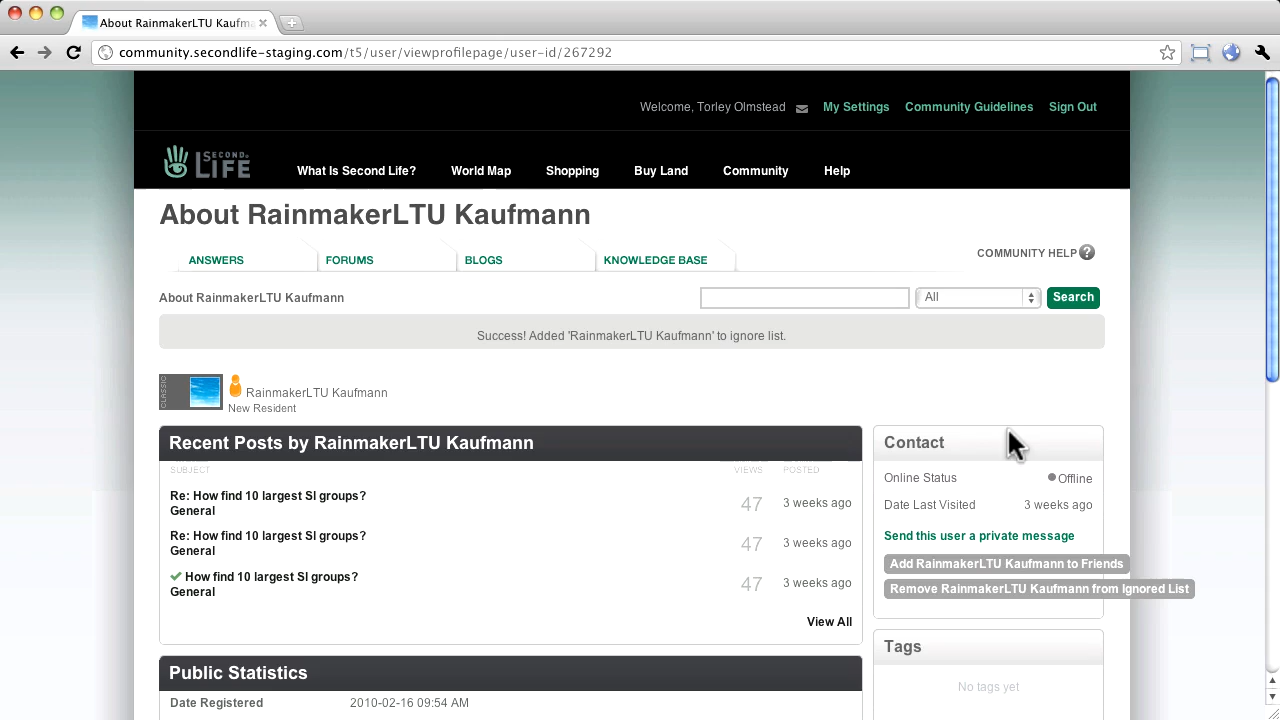 About RainmakerLTU Kaufma
community.secondlife-staging.com/t5/user/viewprofilepage/user-id/267292
Welcome, Torley Olmstead
My Settings
Community Guidelines
Sign Out
SECOND LIFE
What Is Second Life?
World Map
Shopping
Buy Land
Community
Help
About RainmakerLTU Kaufmann
ANSWERS
FORUMS
BLOGS
KNOWLEDGE BASE
COMMUNITY HELP ?
About RainmakerLTU Kaufmann
All
Search
Success! Added 'RainmakerLTU Kaufmann' to ignore list.
CLASSIC
RainmakerLTU Kaufmann
New Resident
Recent Posts by RainmakerLTU Kaufmann
SUBJECT VIEWS POSTED
Re: How find 10 largest Sl groups? 47 3 weeks ago
General
Re: How find 10 largest Sl groups? 47 3 weeks ago
General
How find 10 largest Sl groups? 47 3 weeks ago
General
View All
Contact
Online Status Offline
Date Last Visited 3 weeks ago
Send this user a private message
Add RainmakerLTU Kaufmann to Friends
Remove RainmakerLTU Kaufmann from Ignored List
Tags
No tags yet
Public Statistics
Date Registered 2010-02-16 09:54 AM